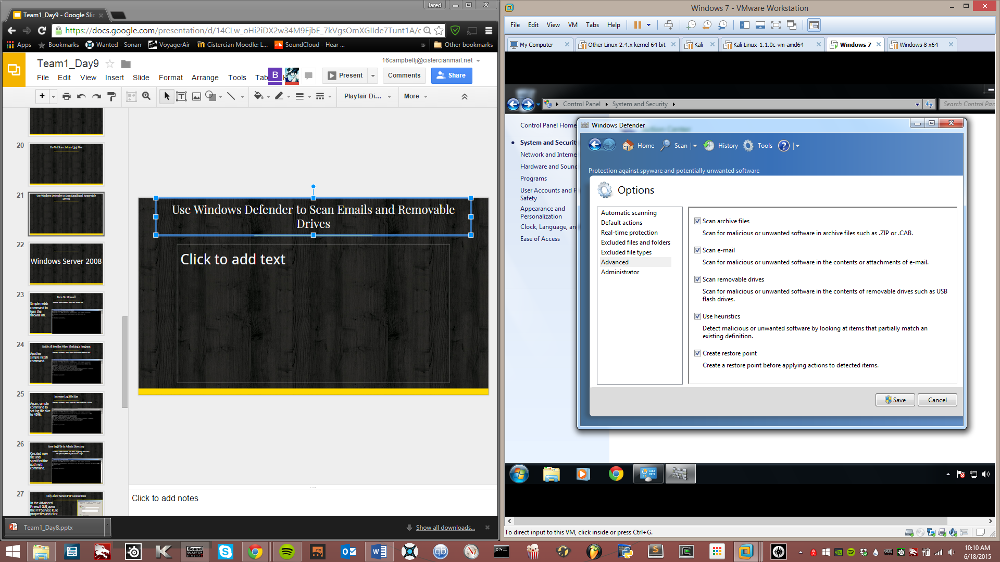 Jared
Team1_Day9 - Google Slic
https://docs.google.com/presentation/d/14CLw_oHi2iDX2w34M9FjbE_7kVgsOmXGIIde7Tunt1A/e
Apps
Bookmarks
Wanted - Sonarr
VoyagerAir
Cistercian Moodle: L...
SoundCloud - Hear ...
»
Other bookmarks
Team1_Day9
16campbellj@cistercianmail.net
File Edit View Insert Slide Format Arrange Tools Tab
B
Present
Comments
Share
Playfair Di...
More
20
Do Not Scan .txt and .jpg files
21
Use Windows Defender to Scan Emails and Removable
Drives
22
Windows Server 2008
23
Turn On Firewall
Simple netsh
command to
turn the
firewall on.
24
Notify All Profiles When Blocking a Program
Another
simple netsh
command.
25
Increase Log File Size
Again, simple
command to
set log file size
to 4096.
26
Save Log File in Admin Directory
Created new
file and
specified the
path with
command.
27
Only Allow Secure FTP Connections
In the Advanced
Firewall GUI open
the FTP Service Rule
properties and click
Use Windows Defender to Scan Emails and Removable
Drives
Click to add text
Click to add notes
Team1_Day8.pptx
Show all downloads...
Windows 7 - VMware Workstation
File Edit View VM Tabs Help
My Computer
Other Linux 2.4.x kernel 64-bit
Kali
Kali-Linux-1.1.0c-vm-amd64
Windows 7
Windows 8 x64
Control Panel
System and Security
Search Control Par
Control Panel Home
System and Security
Network and Interne
Hardware and Sound
Programs
User Accounts and F
Safety
Appearance and
Personalization
Clock, Language, an
Ease of Access
Windows Defender
Home
Scan
History
Tools
Protection against spyware and potentially unwanted software
Options
Automatic scanning
Default actions
Real-time protection
Excluded files and folders
Excluded file types
Advanced
Administrator
Scan archive files
Scan for malicious or unwanted software in archive files such as .ZIP or .CAB.
Scan e-mail
Scan for malicious or unwanted software in the contents or attachments of e-mail.
Scan removable drives
Scan for malicious or unwanted software in the contents of removable drives such as USB
flash drives.
Use heuristics
Detect malicious or unwanted software by looking at items that partially match an
existing definition.
Create restore point
Create a restore point before applying actions to detected items.
Save
Cancel
To direct input to this VM, click inside or press Ctrl+G.
10:10 AM
6/18/2015